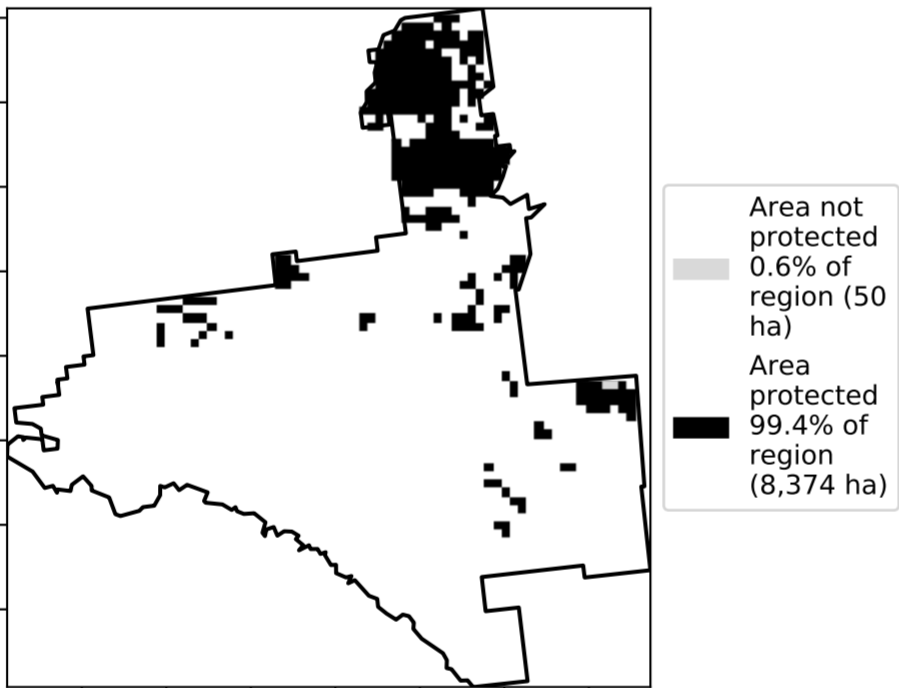 Area not
protected
0.6% of
region (50
ha)
Area
protected
99.4% of
region
(8,374 ha)